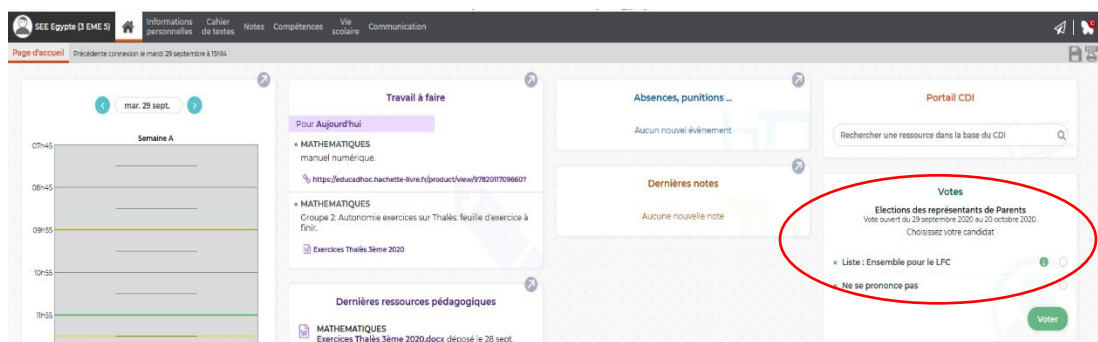 SEE Egypte (3 EME 5)
Informations personnelles
Cahier de textes
Notes
Compétences
Vie scolaire
Communication
Page d'accueil
Précédente connexion le mardi 29 septembre à 15h14
mar. 29 sept.
Semaine A
07h45
08h45
09h55
10h55
11h55
Travail à faire
Pour Aujourd'hui
MATHEMATIQUES
manuel numérique.
https://educadhoc.hachette-livre.fr/product/view/9782011709660?
MATHEMATIQUES
Groupe 2: Autonomie exercices sur Thalès: feuille d'exercice à
finir.
Exercices Thalès 3ème 2020
Dernières ressources pédagogiques
MATHEMATIQUES
Exercices Thalès 3ème 2020.docx déposé le 28 sept.
Absences, punitions ...
Aucun nouvel évènement
Dernières notes
Aucune nouvelle note
Portail CDI
Rechercher une ressource dans la base du CDI
Votes
Elections des représentants de Parents
Vote ouvert du 29 septembre 2020 au 20 octobre 2020.
Choisissez votre candidat
Liste : Ensemble pour le LFC
Ne se prononce pas
Voter